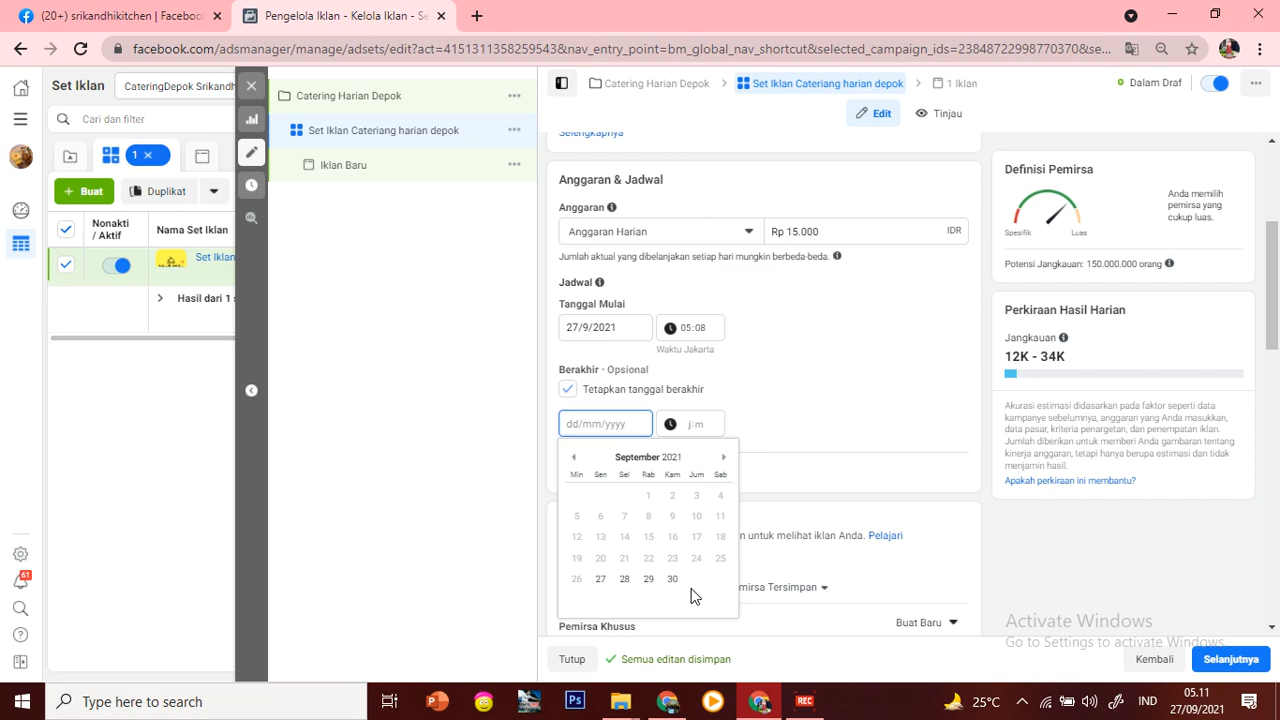 (20+) srikandhikitchen | Faceboo
Pengelola Iklan - Kelola Iklan - Se
facebook.com/adsmanager/manage/adsets/edit?act=415131135825954&nav_entry_point=bm_global_nav_shortcut&selected_campaign_ids=23848722998770370&se...
Set Iklan
CateringDepok Srikandh
Cari dan filter
1
+ Buat
Duplikat
Nonakti / Aktif
Nama Set Iklan
Set Iklan
Hasil dari 1 s
61
Catering Harian Depok
Set Iklan Cateriang harian depok
Iklan Baru
Catering Harian Depok
Set Iklan Cateriang harian depok
1 Iklan
Dalam Draf
Edit
Tinjau
Selengkapnya
Anggaran & Jadwal
Anggaran
Anggaran Harian
Rp 15.000
IDR
Jumlah aktual yang dibelanjakan setiap hari mungkin berbeda-beda.
Jadwal
Tanggal Mulai
27/9/2021
05:08
Waktu Jakarta
Berakhir · Opsional
Tetapkan tanggal berakhir
dd/mm/yyyy
j:m
September 2021
Min Sen Sel Rab Kam Jum Sab
1 2 3 4
5 6 7 8 9 10 11
12 13 14 15 16 17 18
19 20 21 22 23 24 25
26 27 28 29 30
n untuk melihat iklan Anda. Pelajari
mirsa Tersimpan
Pemirsa Khusus
Buat Baru
Definisi Pemirsa
Spesifik
Luas
Anda memilih
pemirsa yang
cukup luas.
Potensi Jangkauan: 150.000.000 orang
Perkiraan Hasil Harian
Jangkauan
12K - 34K
Akurasi estimasi didasarkan pada faktor seperti data
kampanye sebelumnya, anggaran yang Anda masukkan,
data pasar, kriteria penargetan, dan penempatan iklan.
Jumlah diberikan untuk memberi Anda gambaran tentang
kinerja anggaran, tetapi hanya berupa estimasi dan tidak
menjamin hasil.
Apakah perkiraan ini membantu?
Activate Windows
Go to Settings to activate Windows.
Tutup
Semua editan disimpan
Kembali
Selanjutnya
Type here to search
REC
25°C
IND
05.11
27/09/2021